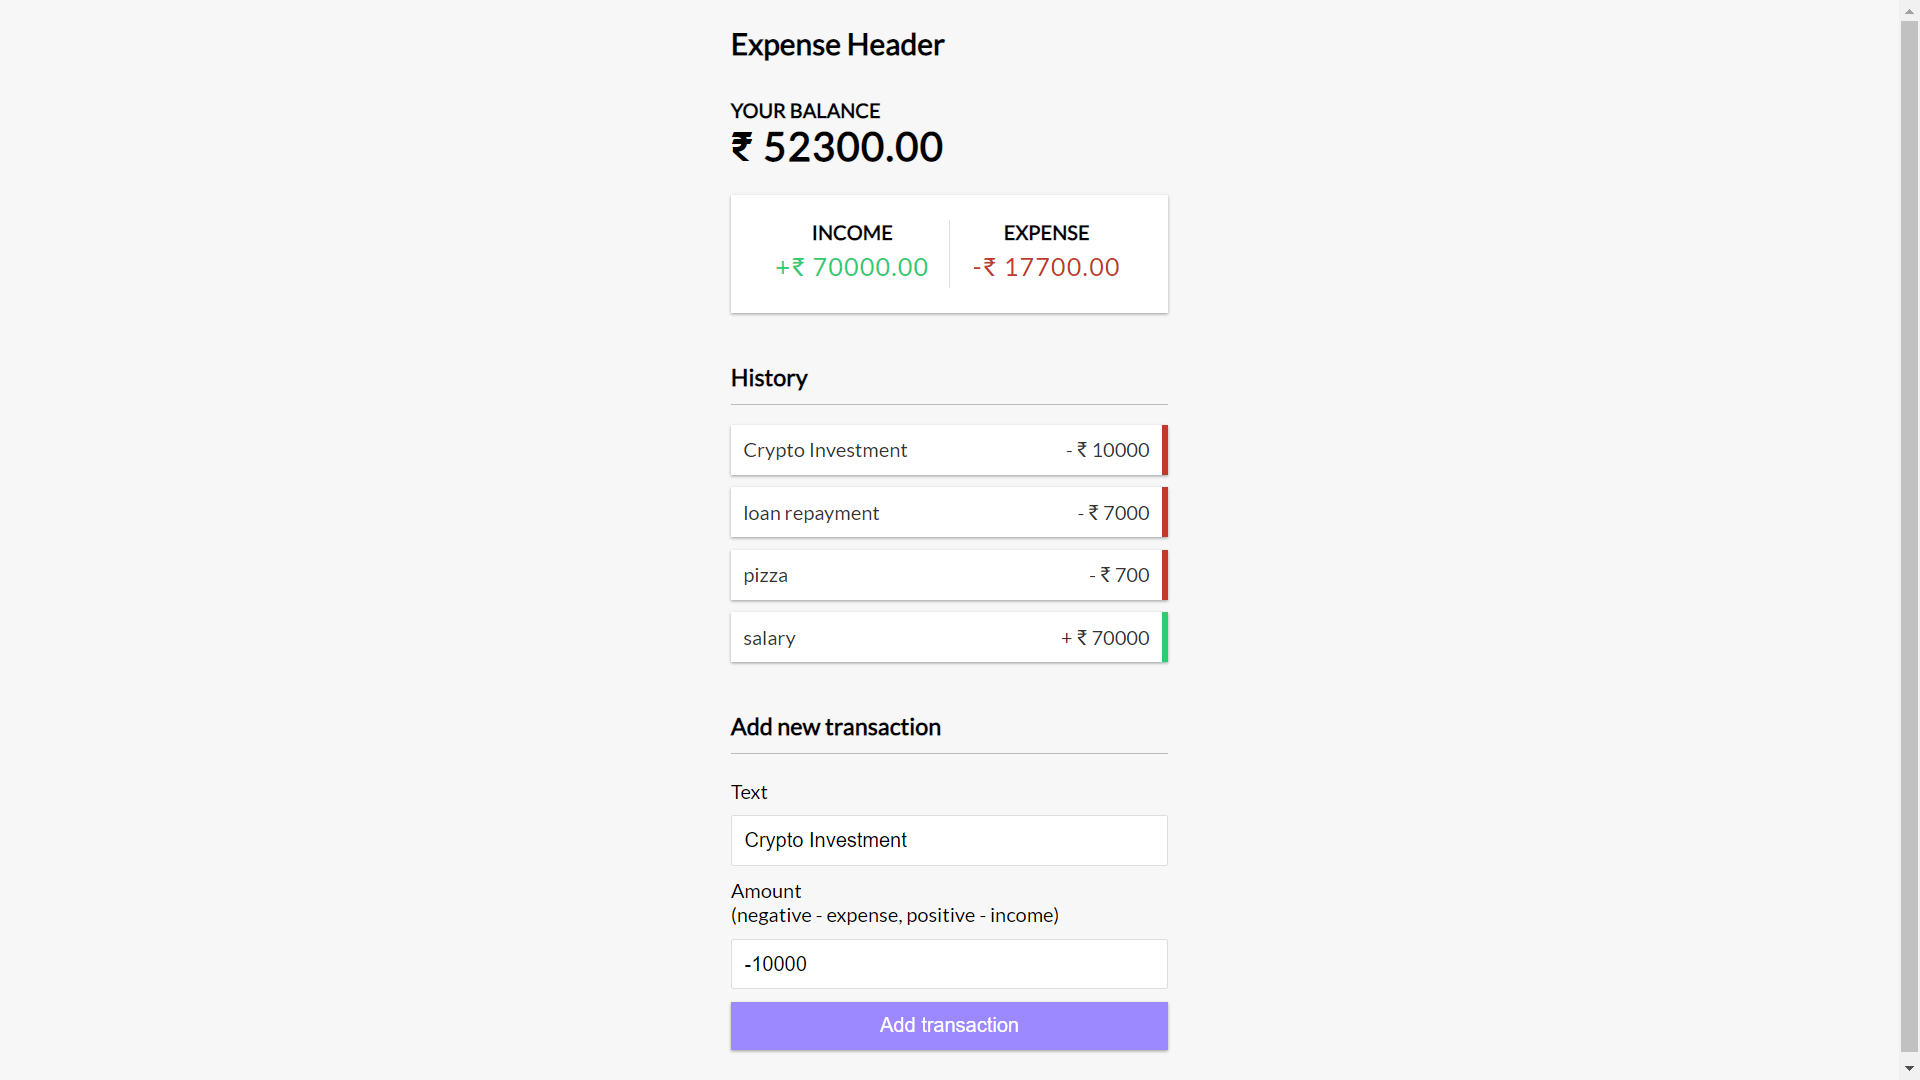 Expense Header
YOUR BALANCE
₹ 52300.00
INCOME EXPENSE
+₹ 70000.00 -₹ 17700.00
History
Crypto Investment - ₹ 10000
loan repayment - ₹ 7000
pizza - ₹ 700
salary + ₹ 70000
Add new transaction
Text
Crypto Investment
Amount
(negative - expense, positive - income)
-10000
Add transaction